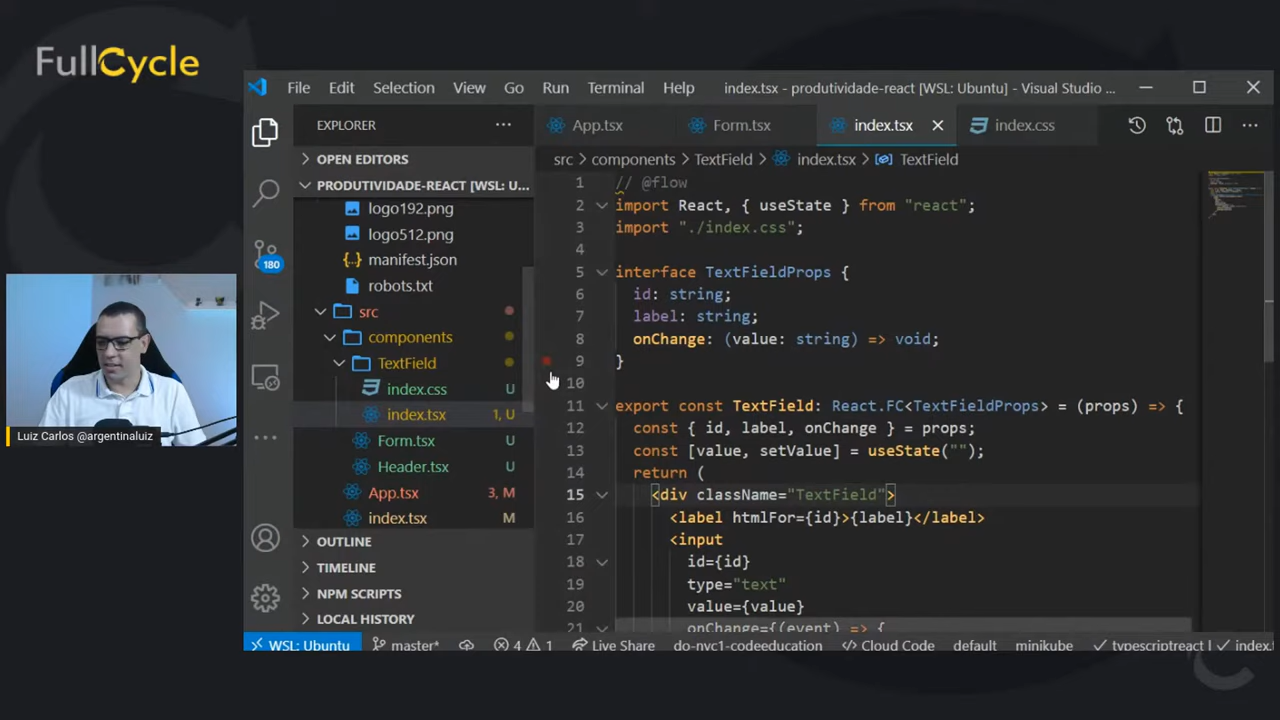 FullCycle
File Edit Selection View Go Run Terminal Help index.tsx - produtividade-react [WSL: Ubuntu] - Visual Studio ...
EXPLORER
OPEN EDITORS
PRODUTIVIDADE-REACT [WSL: U...
logo192.png
logo512.png
{..} manifest.json
robots.txt
src
components
TextField
index.css U
index.tsx 1, U
Form.tsx U
Header.tsx U
App.tsx 3, M
index.tsx M
OUTLINE
TIMELINE
NPM SCRIPTS
LOCAL HISTORY
180
Luiz Carlos @argentinaluiz
App.tsx Form.tsx index.tsx index.css
src > components > TextField > index.tsx > TextField
1 // @flow
2 import React, { useState } from "react";
3 import "./index.css";
4
5 interface TextFieldProps {
6 id: string;
7 label: string;
8 onChange: (value: string) => void;
9 }
10
11 export const TextField: React.FC<TextFieldProps> = (props) => {
12 const { id, label, onChange } = props;
13 const [value, setValue] = useState("");
14 return (
15 <div className="TextField">
16 <label htmlFor={id}>{label}</label>
17 <input
18 id={id}
19 type="text"
20 value={value}
21 onChange={(event) => {
WSL: Ubuntu master* 4 1 Live Share do-nyc1-codeeducation Cloud Code default minikube typescriptreact index.t